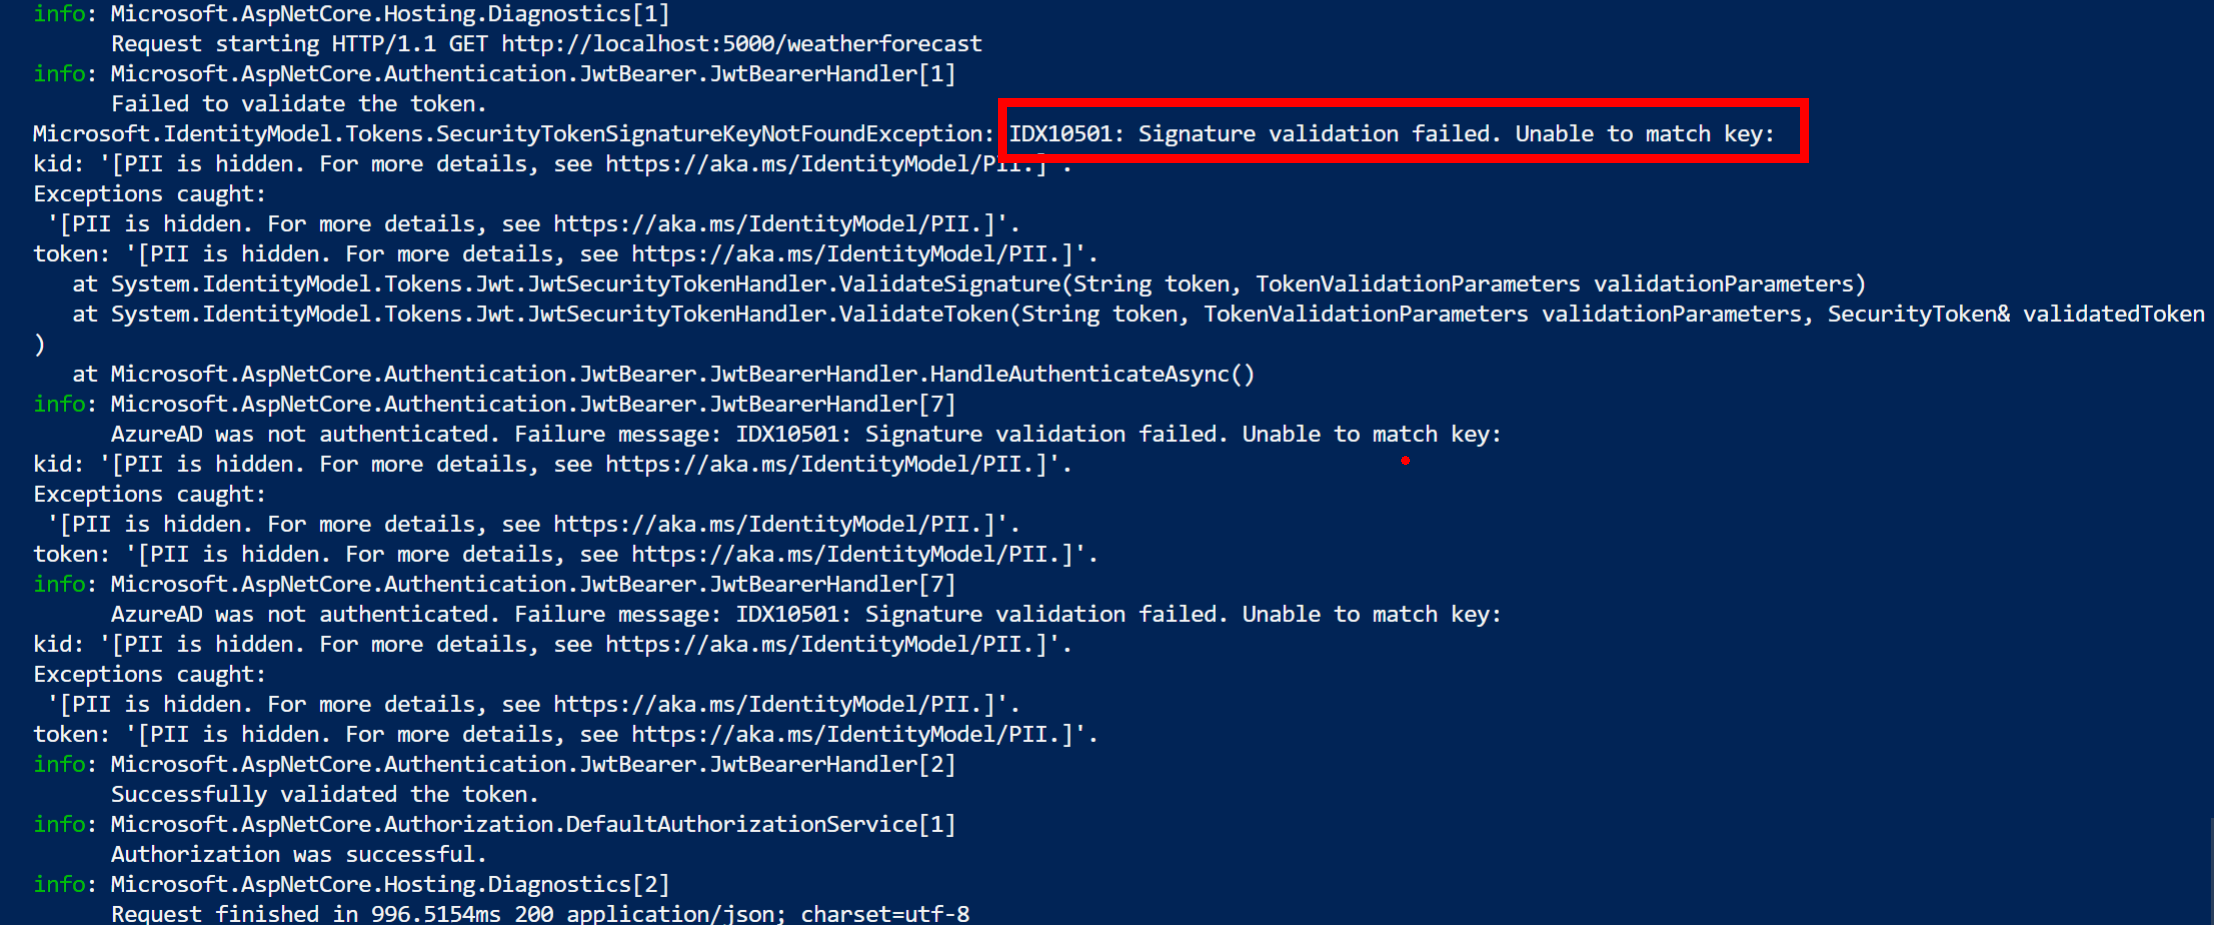 info: Microsoft.AspNetCore.Hosting.Diagnostics[1]
      Request starting HTTP/1.1 GET http://localhost:5000/weatherforecast
info: Microsoft.AspNetCore.Authentication.JwtBearer.JwtBearerHandler[1]
      Failed to validate the token.
Microsoft.IdentityModel.Tokens.SecurityTokenSignatureKeyNotFoundException: IDX10501: Signature validation failed. Unable to match key:
kid: '[PII is hidden. For more details, see https://aka.ms/IdentityModel/PII.]'.
Exceptions caught:
 '[PII is hidden. For more details, see https://aka.ms/IdentityModel/PII.]'.
token: '[PII is hidden. For more details, see https://aka.ms/IdentityModel/PII.]'.
   at System.IdentityModel.Tokens.Jwt.JwtSecurityTokenHandler.ValidateSignature(String token, TokenValidationParameters validationParameters)
   at System.IdentityModel.Tokens.Jwt.JwtSecurityTokenHandler.ValidateToken(String token, TokenValidationParameters validationParameters, SecurityToken& validatedToken
)
   at Microsoft.AspNetCore.Authentication.JwtBearer.JwtBearerHandler.HandleAuthenticateAsync()
info: Microsoft.AspNetCore.Authentication.JwtBearer.JwtBearerHandler[7]
      AzureAD was not authenticated. Failure message: IDX10501: Signature validation failed. Unable to match key:
kid: '[PII is hidden. For more details, see https://aka.ms/IdentityModel/PII.]'.
Exceptions caught:
 '[PII is hidden. For more details, see https://aka.ms/IdentityModel/PII.]'.
token: '[PII is hidden. For more details, see https://aka.ms/IdentityModel/PII.]'.
info: Microsoft.AspNetCore.Authentication.JwtBearer.JwtBearerHandler[7]
      AzureAD was not authenticated. Failure message: IDX10501: Signature validation failed. Unable to match key:
kid: '[PII is hidden. For more details, see https://aka.ms/IdentityModel/PII.]'.
Exceptions caught:
 '[PII is hidden. For more details, see https://aka.ms/IdentityModel/PII.]'.
token: '[PII is hidden. For more details, see https://aka.ms/IdentityModel/PII.]'.
info: Microsoft.AspNetCore.Authentication.JwtBearer.JwtBearerHandler[2]
      Successfully validated the token.
info: Microsoft.AspNetCore.Authorization.DefaultAuthorizationService[1]
      Authorization was successful.
info: Microsoft.AspNetCore.Hosting.Diagnostics[2]
      Request finished in 996.5154ms 200 application/json; charset=utf-8